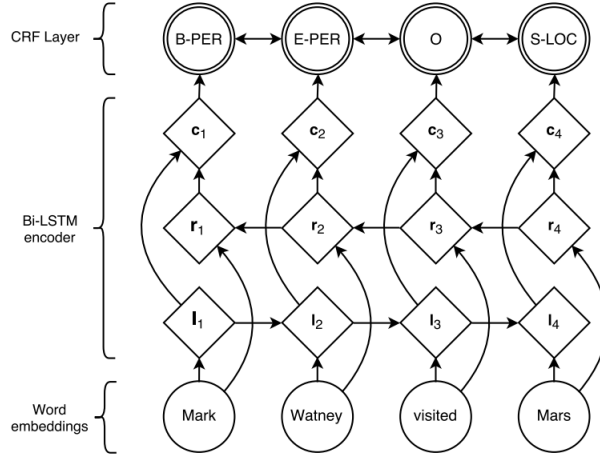 CRF Layer
B-PER
E-PER
O
S-LOC
c1
c2
c3
c4
Bi-LSTM
encoder
r1
r2
r3
r4
l1
l2
l3
l4
Word
embeddings
Mark
Watney
visited
Mars